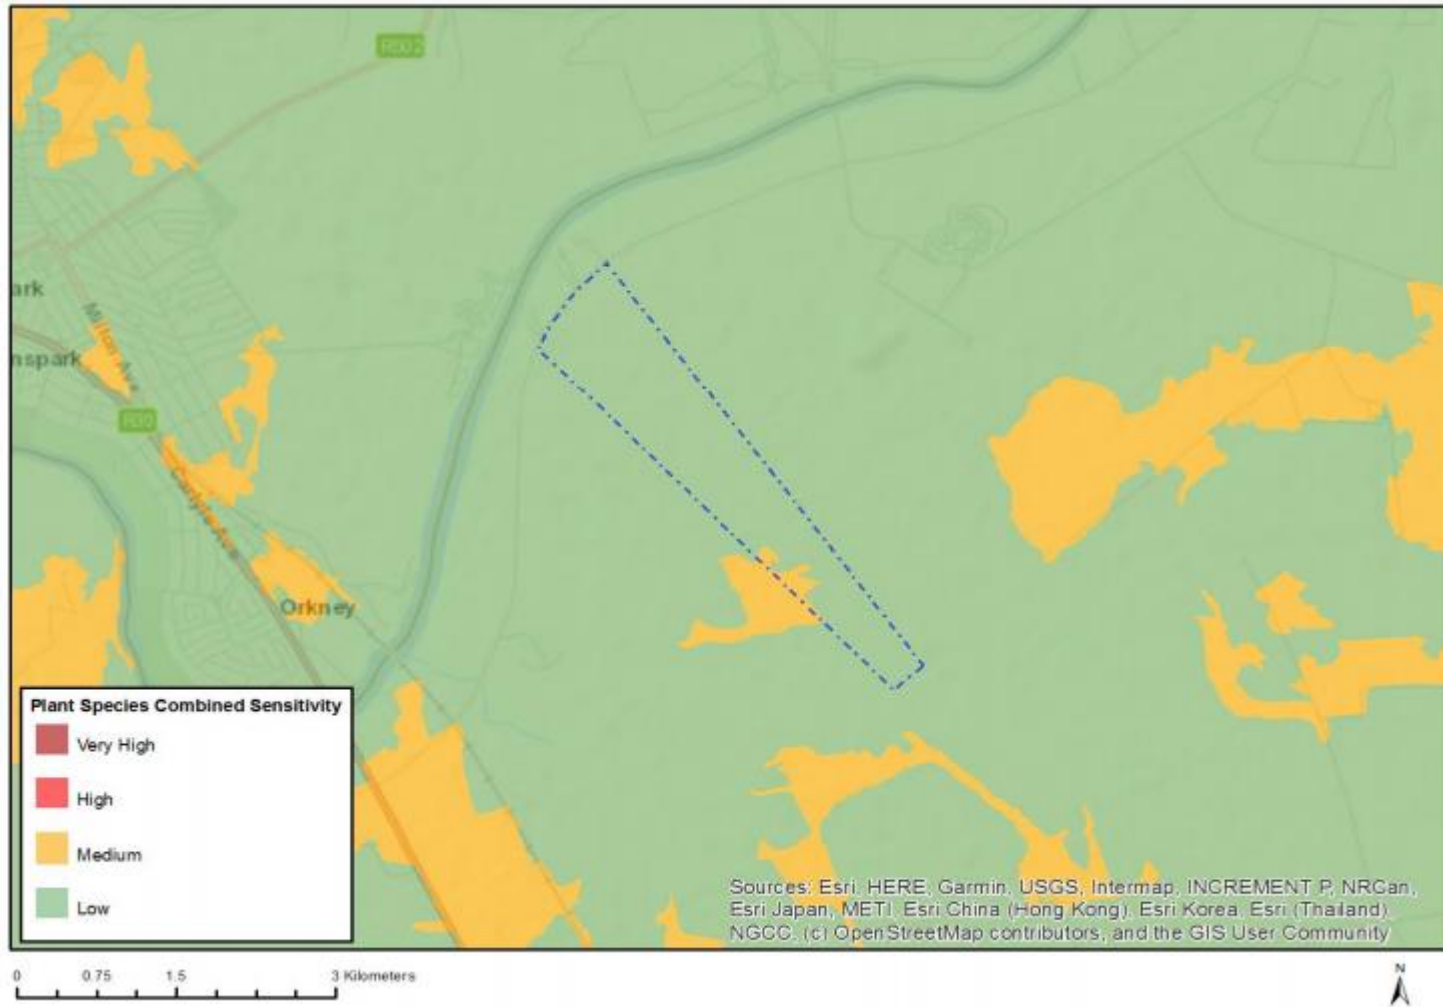 R502
ark
Milton Ave
nspark
R30
Carlyle Ave
Orkney
Plant Species Combined Sensitivity
Very High
High
Medium
Low
Sources: Esri, HERE, Garmin, USGS, Intermap, INCREMENT P, NRCan,
Esri Japan, METI, Esri China (Hong Kong), Esri Korea, Esri (Thailand),
NGCC, (c) OpenStreetMap contributors, and the GIS User Community
0 0.75 1.5 3 Kilometers
N